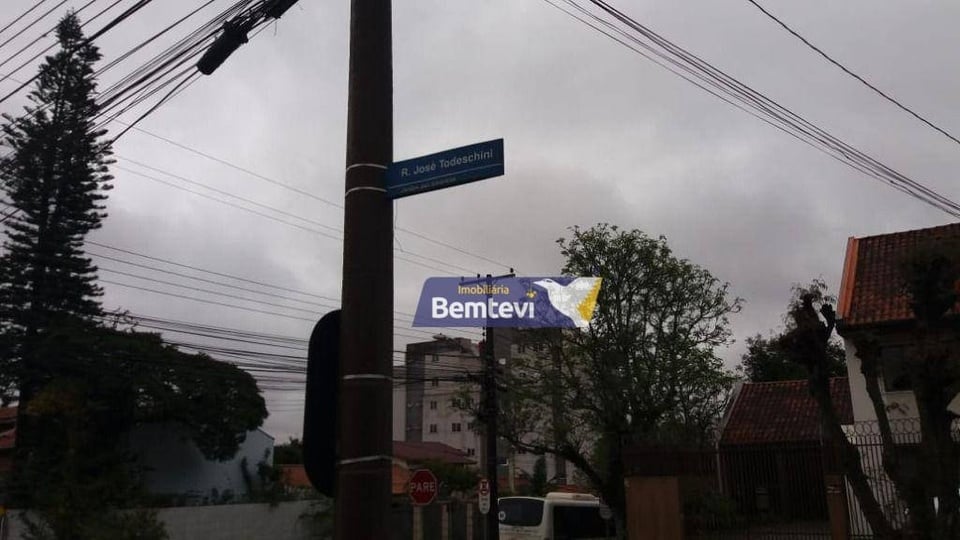 R. José Todeschini
Imobiliária
Bemtevi
PARE